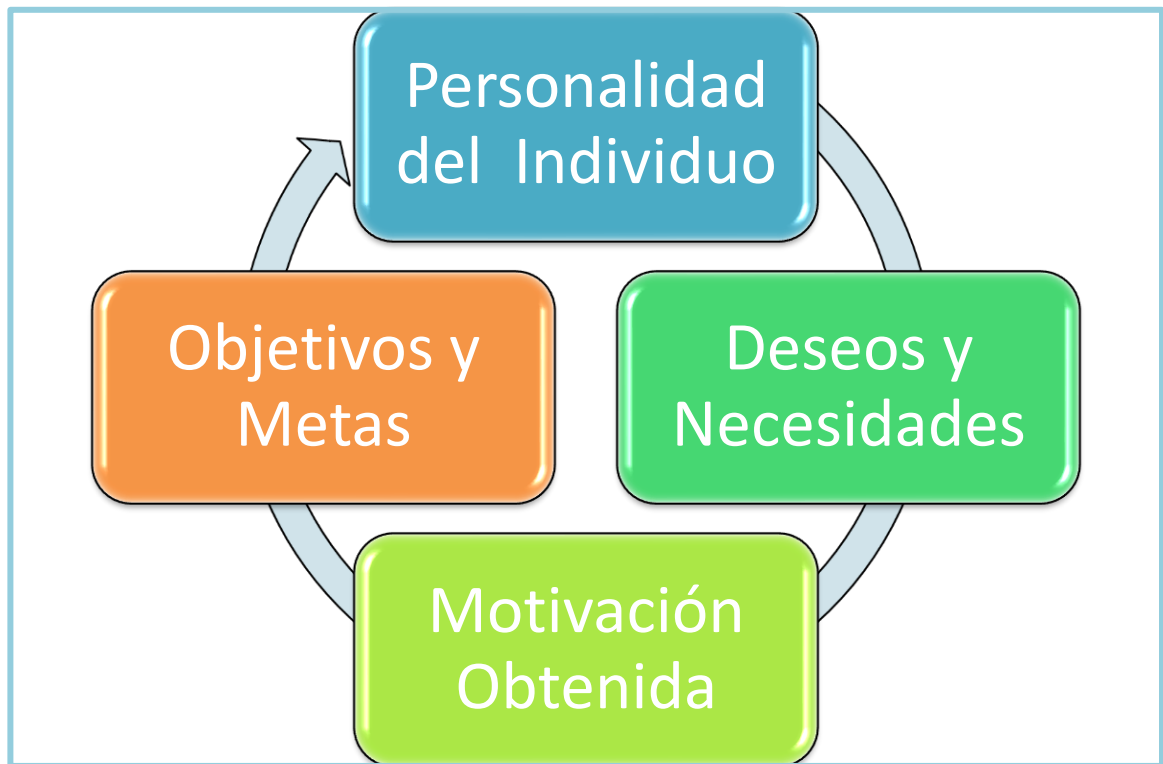 Personalidad
del Individuo
Objetivos y
Metas
Deseos y
Necesidades
Motivación
Obtenida